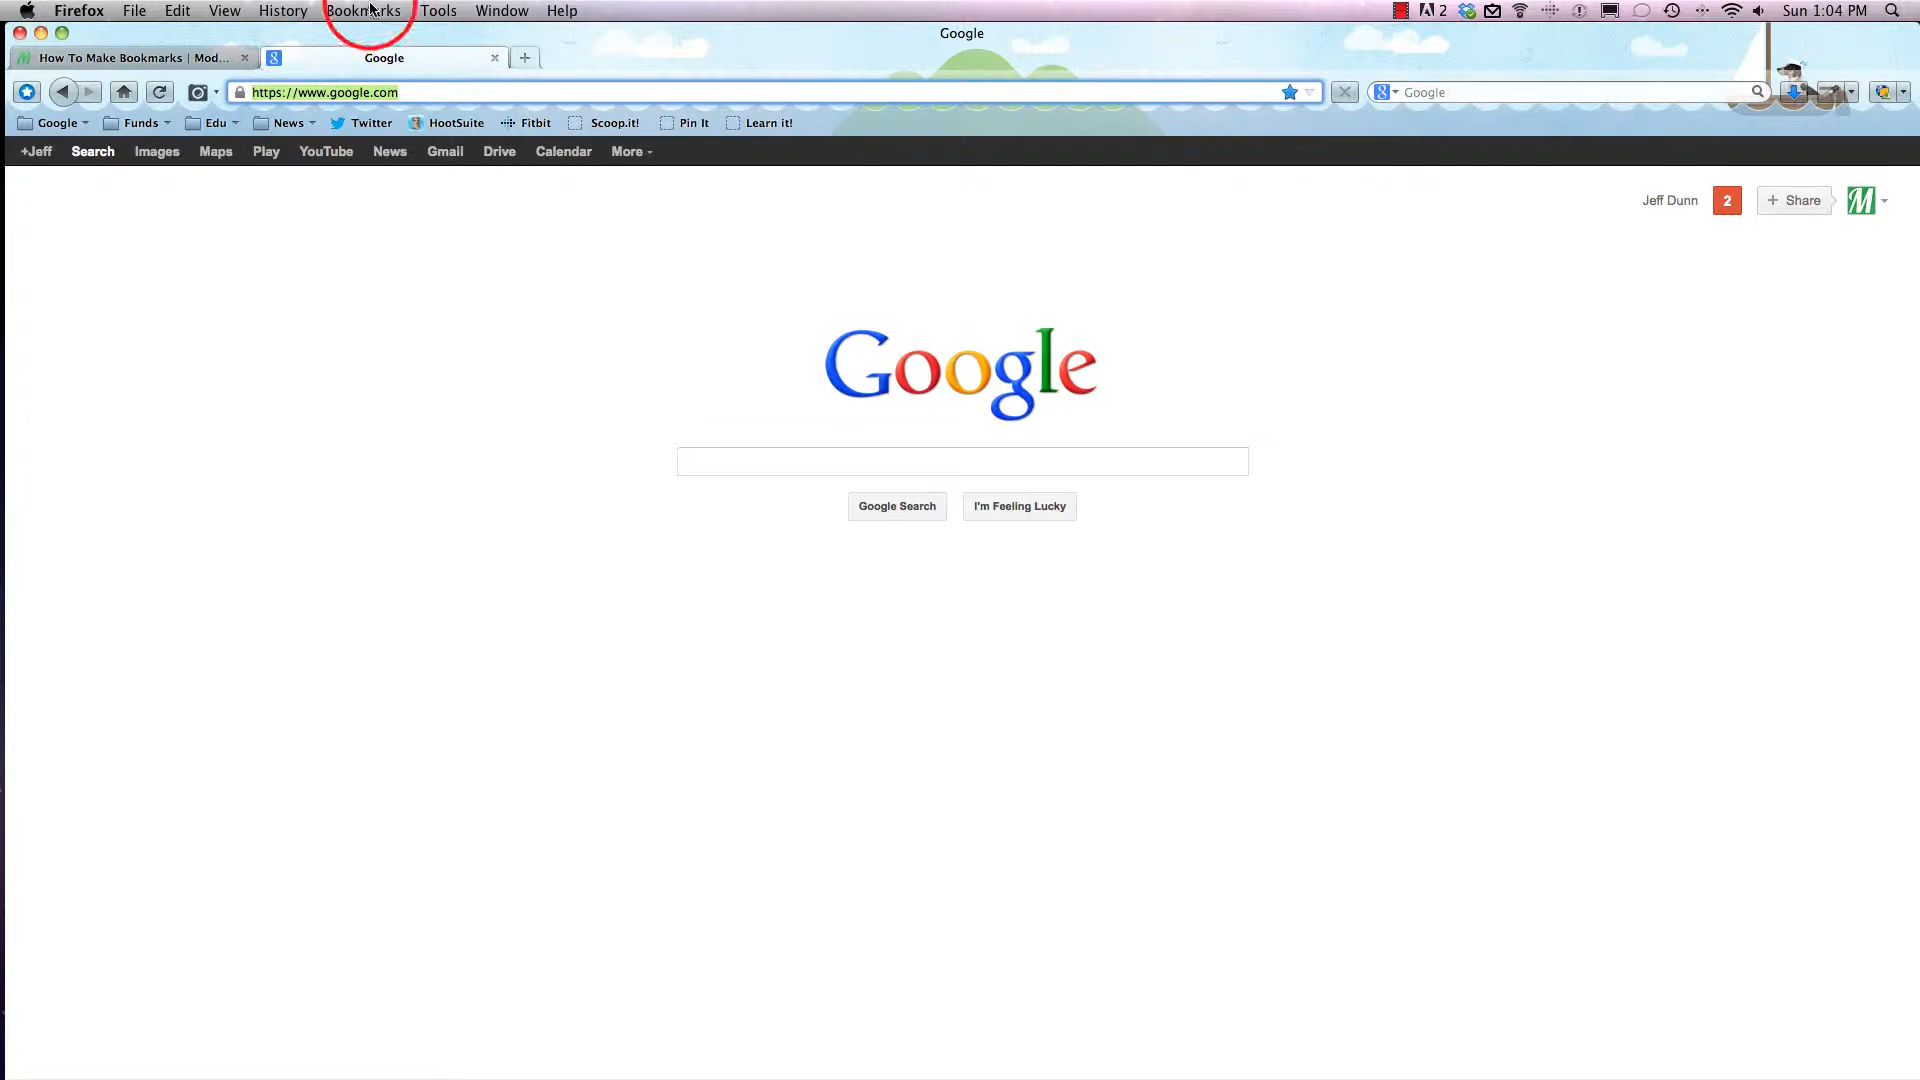 Firefox File Edit View History Bookmarks Tools Window Help 2 Sun 1:04 PM
Google
How To Make Bookmarks | Mod... Google
https://www.google.com Google
Google Funds Edu News Twitter HootSuite Fitbit Scoop.it! Pin It Learn it!
+Jeff Search Images Maps Play YouTube News Gmail Drive Calendar More
Jeff Dunn 2 + Share M
Google
Google Search I'm Feeling Lucky